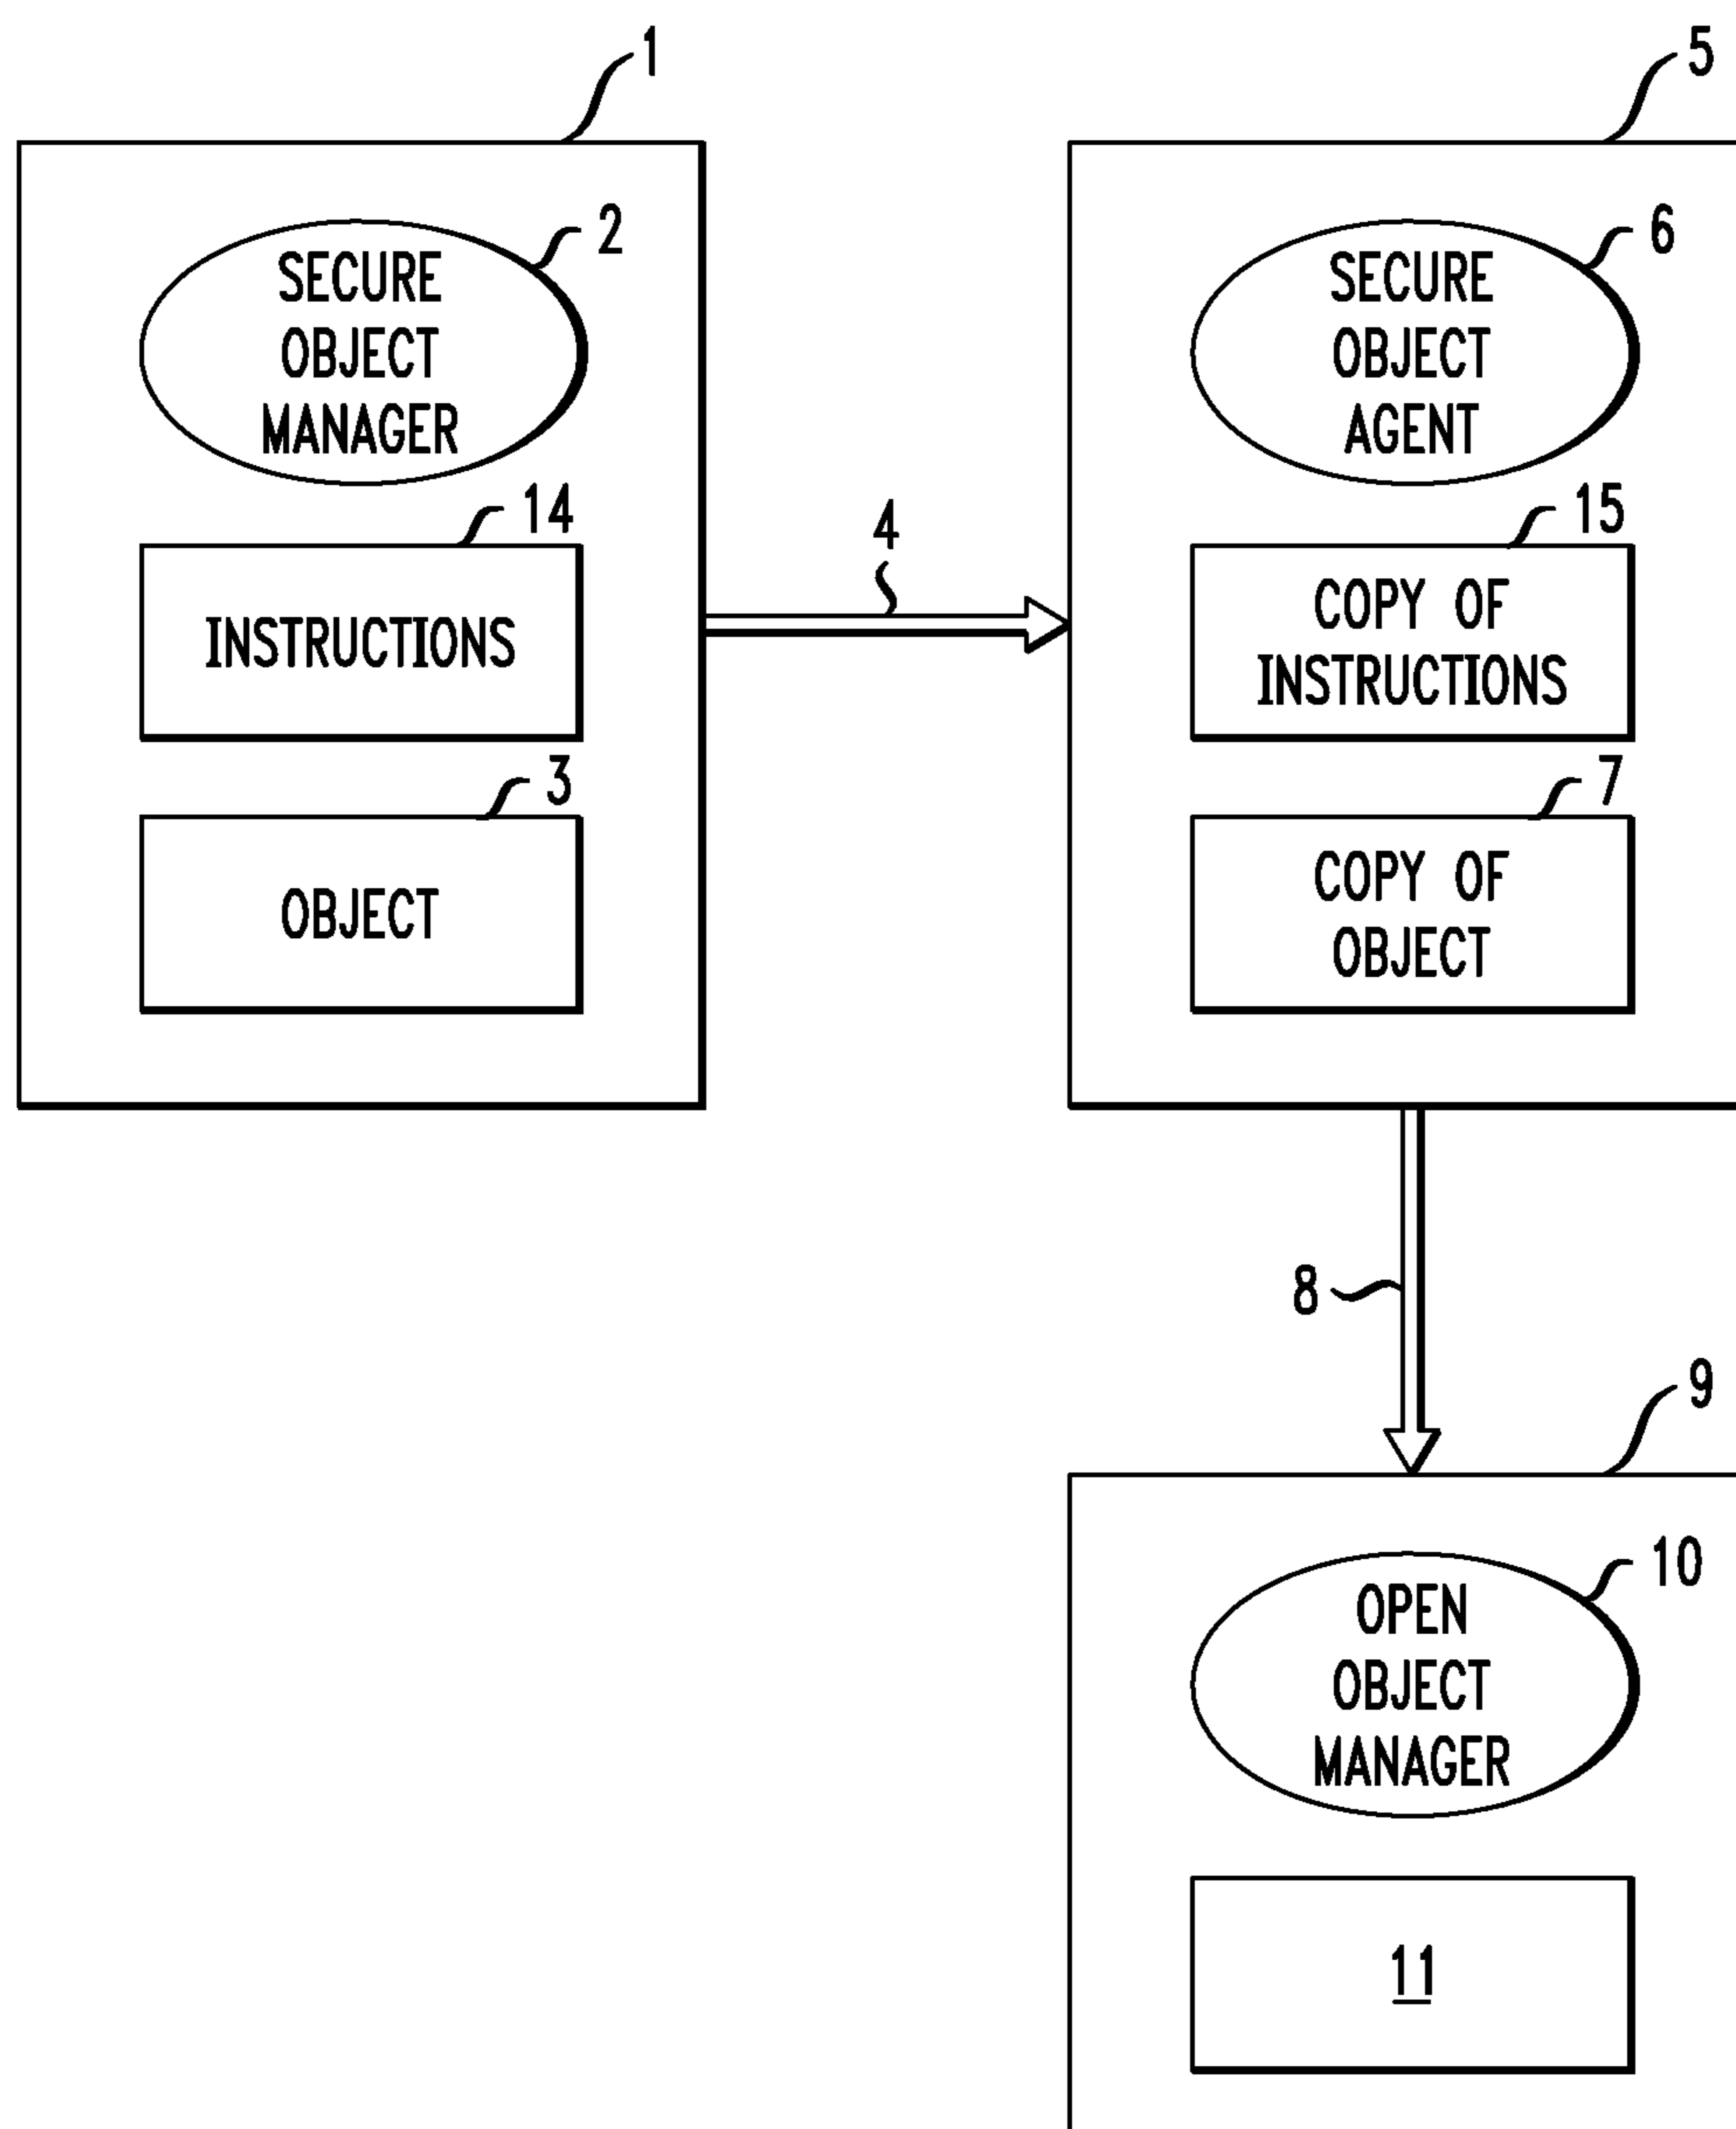 1
2
SECURE
OBJECT
MANAGER
14
INSTRUCTIONS
3
OBJECT
4
5
6
SECURE
OBJECT
AGENT
15
COPY OF
INSTRUCTIONS
7
COPY OF
OBJECT
8
9
10
OPEN
OBJECT
MANAGER
11